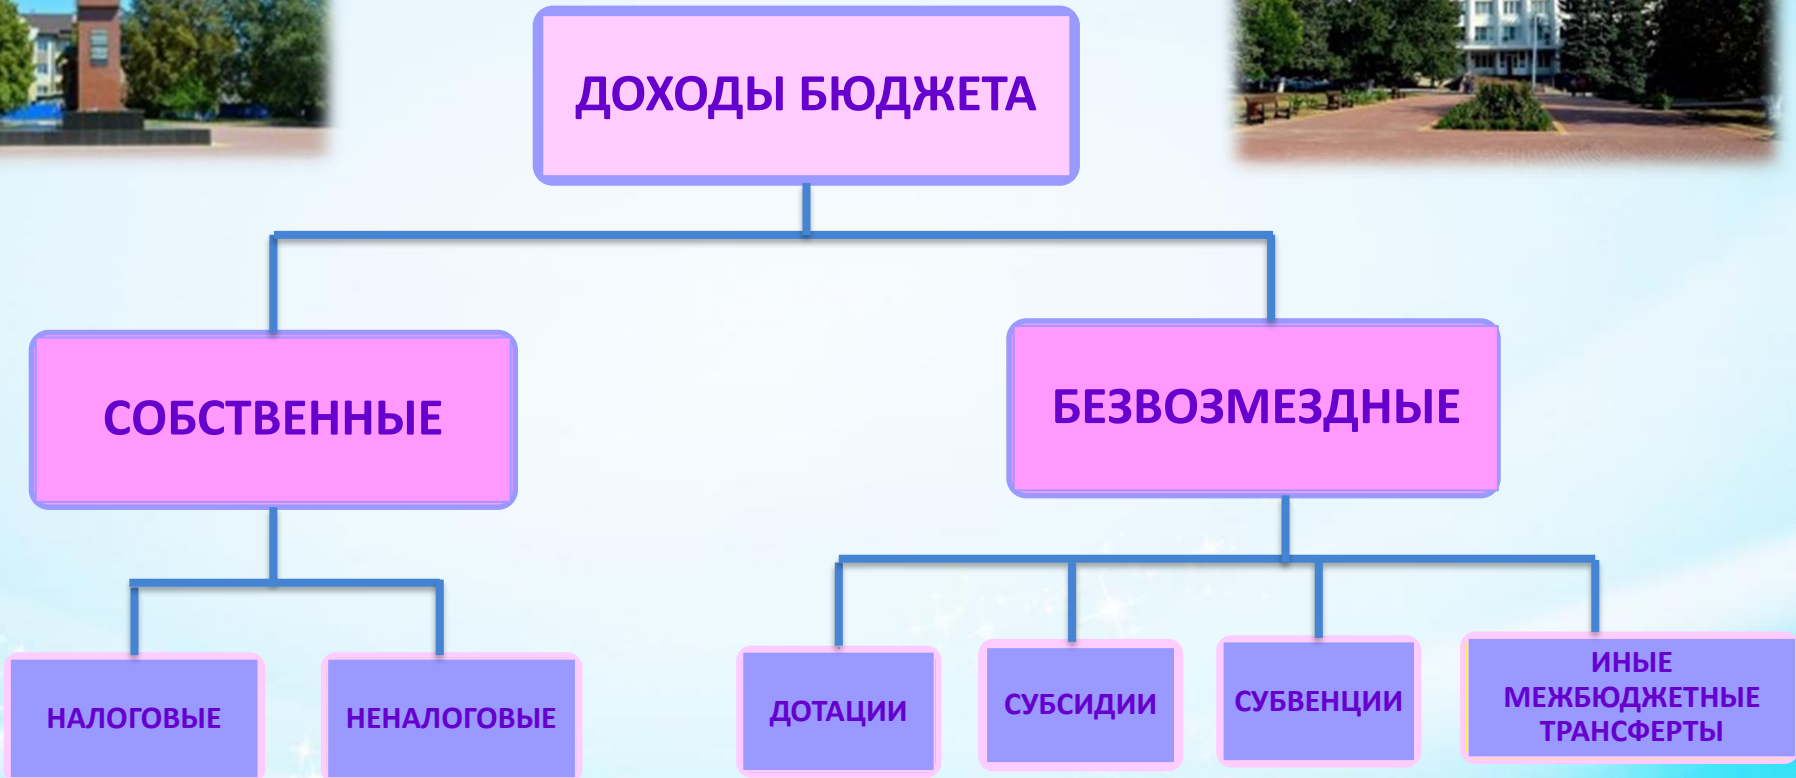 ДОХОДЫ БЮДЖЕТА
СОБСТВЕННЫЕ
БЕЗВОЗМЕЗДНЫЕ
НАЛОГОВЫЕ
НЕНАЛОГОВЫЕ
ДОТАЦИИ
СУБСИДИИ
СУБВЕНЦИИ
ИНЫЕ
МЕЖБЮДЖЕТНЫЕ
ТРАНСФЕРТЫ